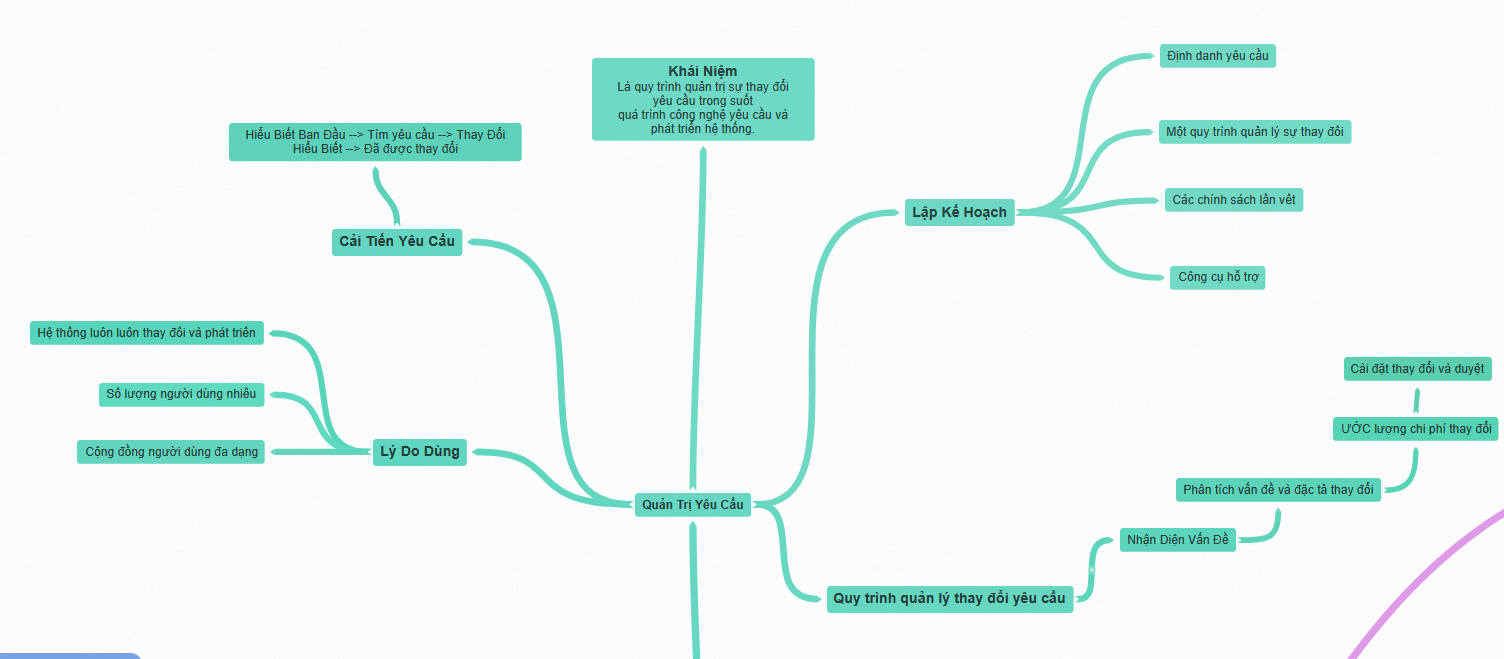 Khái Niệm
Là quy trình quản trị sự thay đổi
yêu cầu trong suốt
quá trình công nghệ yêu cầu và
phát triển hệ thống.
Hiểu Biết Ban Đầu --> Tìm yêu cầu --> Thay Đổi
Hiểu Biết --> Đã được thay đổi
Cải Tiến Yêu Cầu
Hệ thống luôn luôn thay đổi và phát triển
Số lượng người dùng nhiều
Cộng đồng người dùng đa dạng
Lý Do Dùng
Quản Trị Yêu Cầu
Lập Kế Hoạch
Định danh yêu cầu
Một quy trình quản lý sự thay đổi
Các chính sách lần vết
Công cụ hỗ trợ
Quy trình quản lý thay đổi yêu cầu
Nhận Diện Vấn Đề
Phân tích vấn đề và đặc tả thay đổi
ƯỚC lượng chi phí thay đổi
Cài đặt thay đổi và duyệt